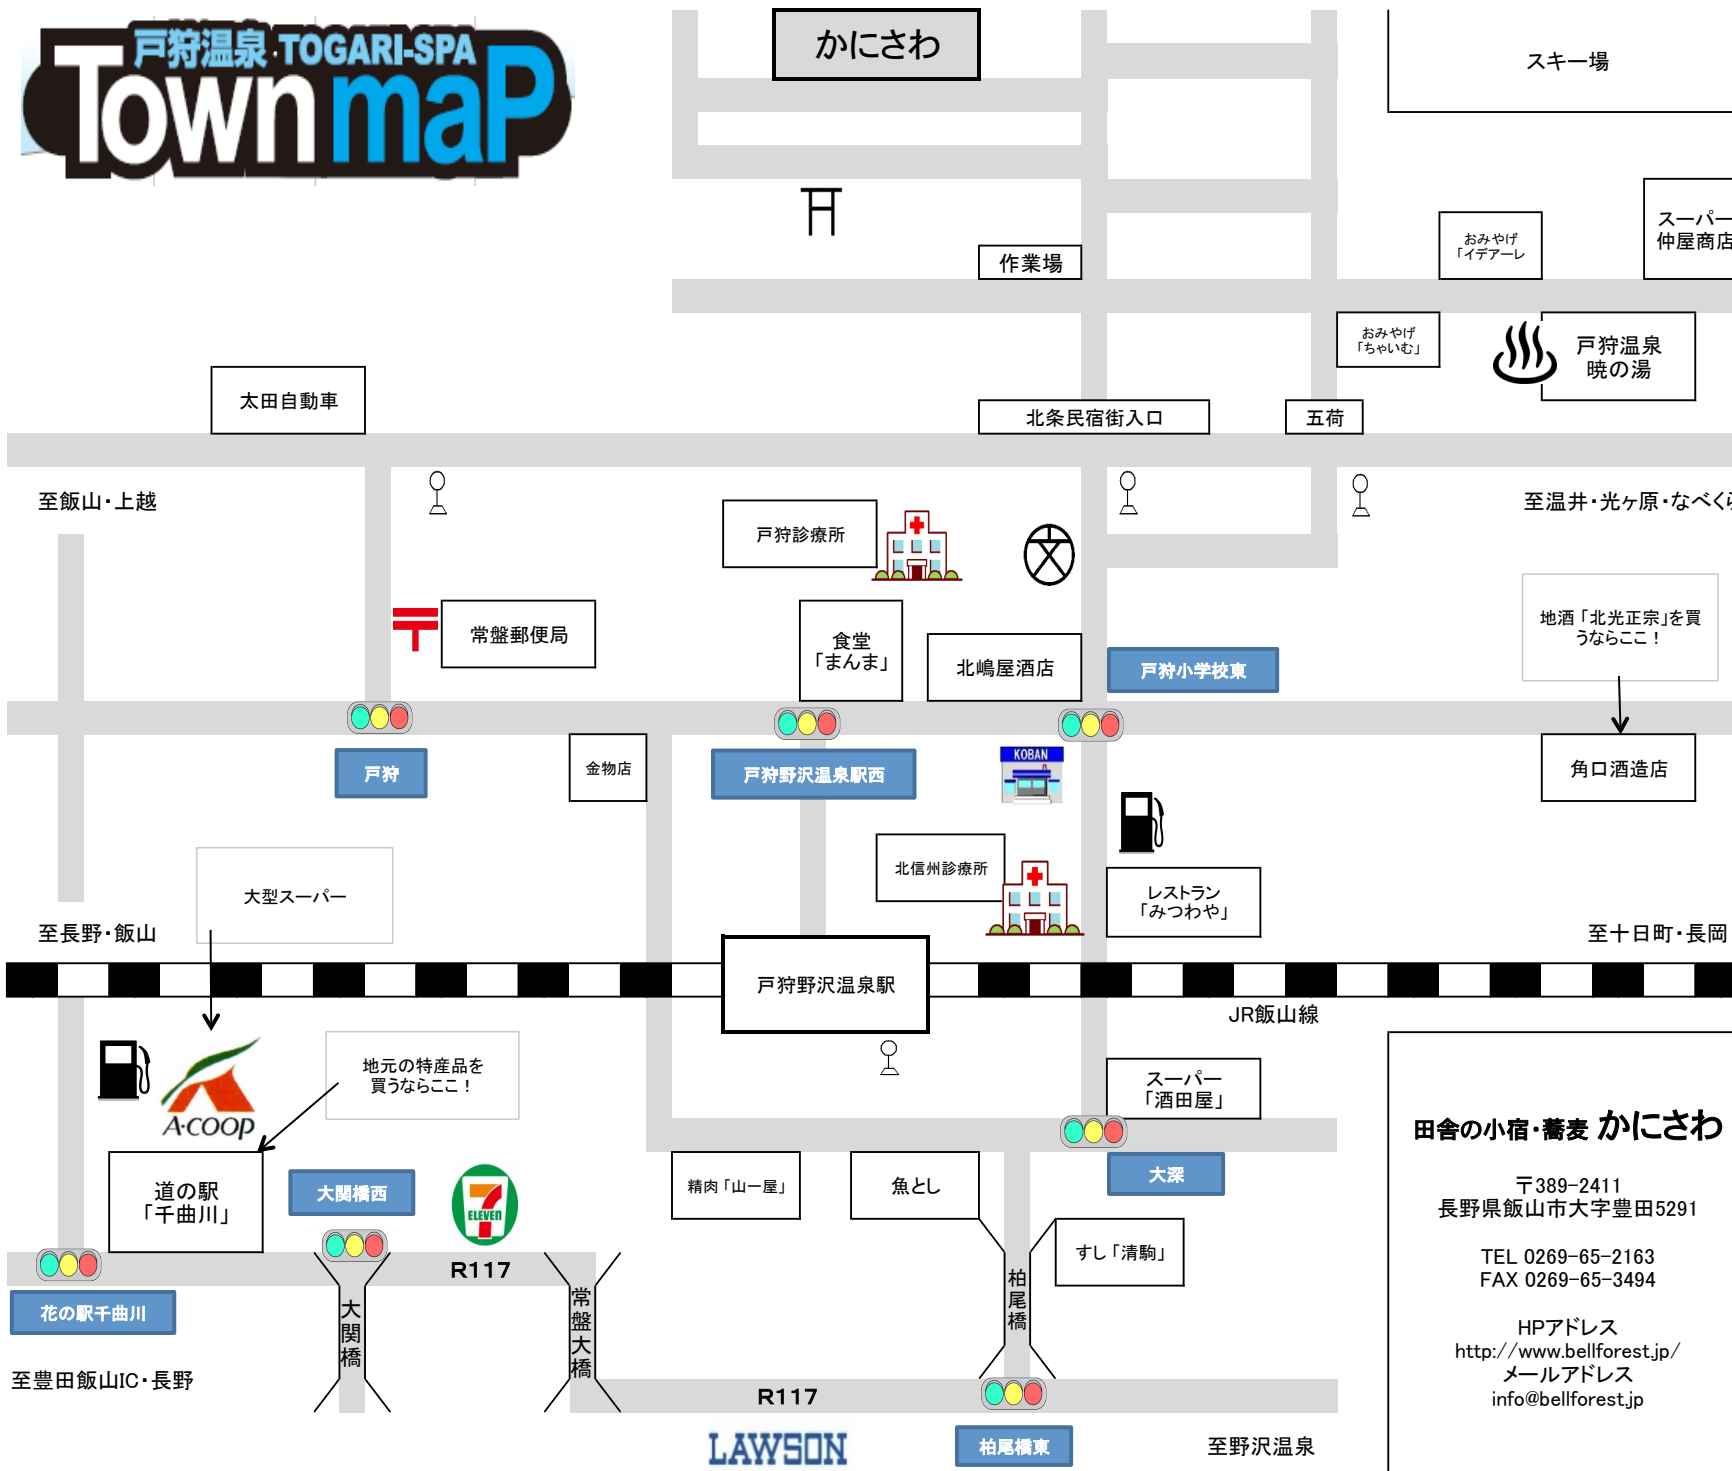 戸狩温泉 TOGARI-SPA
Town maP
かにさわ
スキー場
スーパー
仲屋商店
おみやげ
「イデアーレ
作業場
おみやげ
「ちゃいむ」
戸狩温泉
暁の湯
太田自動車
北条民宿街入口
五荷
至飯山・上越
至温井・光ヶ原・なべくら
戸狩診療所
文
地酒「北光正宗」を買
うならここ！
常盤郵便局
食堂
「まんま」
北嶋屋酒店
戸狩小学校東
戸狩
金物店
戸狩野沢温泉駅西
KOBAN
角口酒造店
大型スーパー
北信州診療所
レストラン
「みつわや」
至長野・飯山
至十日町・長岡
戸狩野沢温泉駅
JR飯山線
A・COOP
地元の特産品を
買うならここ！
スーパー
「酒田屋」
道の駅
「千曲川」
大関橋西
7
ELEVEN
精肉「山一屋」
魚とし
大深
すし「清駒」
R117
花の駅千曲川
大関橋
常盤大橋
柏尾橋
至豊田飯山IC・長野
R117
LAWSON
柏尾橋東
至野沢温泉
田舎の小宿・蕎麦 かにさわ
〒389-2411
長野県飯山市大字豊田5291
TEL 0269-65-2163
FAX 0269-65-3494
HPアドレス
http://www.bellforest.jp/
メールアドレス
info@bellforest.jp